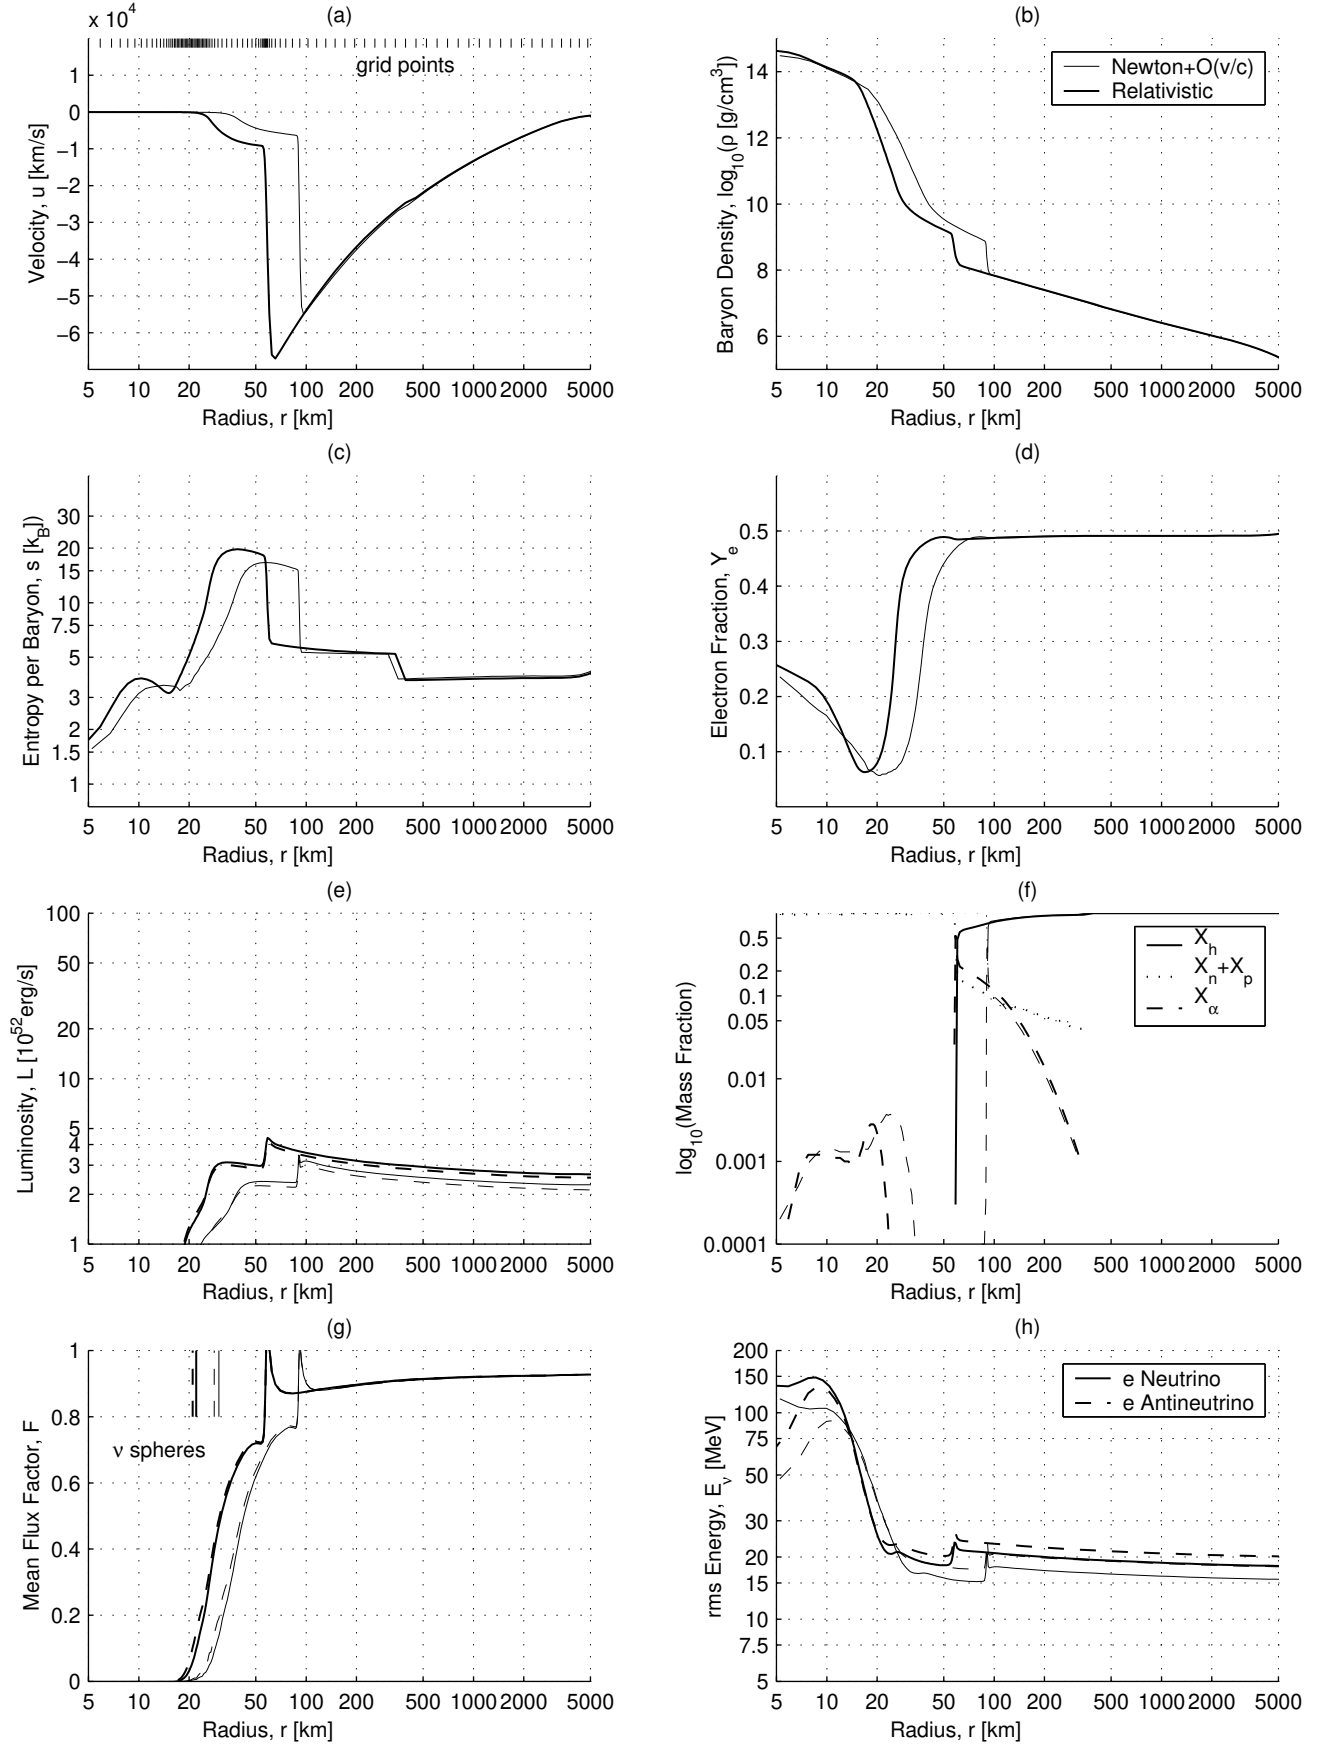 (a)
x 10^4
grid points
1
0
−1
−2
−3
−4
−5
−6
Velocity, u [km/s]
5 10 20 50 100 200 500 1000 2000 5000
Radius, r [km]
(b)
Newton+O(v/c)
Relativistic
14
12
10
8
6
Baryon Density, log_10(ρ [g/cm^3])
5 10 20 50 100 200 500 1000 2000 5000
Radius, r [km]
(c)
30
20
15
10
7.5
5
3
2
1.5
1
Entropy per Baryon, s [k_B])
5 10 20 50 100 200 500 1000 2000 5000
Radius, r [km]
(d)
0.5
0.4
0.3
0.2
0.1
Electron Fraction, Y_e
5 10 20 50 100 200 500 1000 2000 5000
Radius, r [km]
(e)
100
50
20
10
5
4
3
2
1
Luminosity, L [10^52 erg/s]
5 10 20 50 100 200 500 1000 2000 5000
Radius, r [km]
(f)
X_h
X_n+X_p
X_α
0.5
0.2
0.1
0.05
0.01
0.001
0.0001
log_10(Mass Fraction)
5 10 20 50 100 200 500 1000 2000 5000
Radius, r [km]
(g)
1
0.8
0.6
0.4
0.2
0
ν spheres
Mean Flux Factor, F
5 10 20 50 100 200 500 1000 2000 5000
Radius, r [km]
(h)
e Neutrino
e Antineutrino
200
150
100
75
50
30
20
15
10
7.5
5
rms Energy, E_ν [MeV]
5 10 20 50 100 200 500 1000 2000 5000
Radius, r [km]